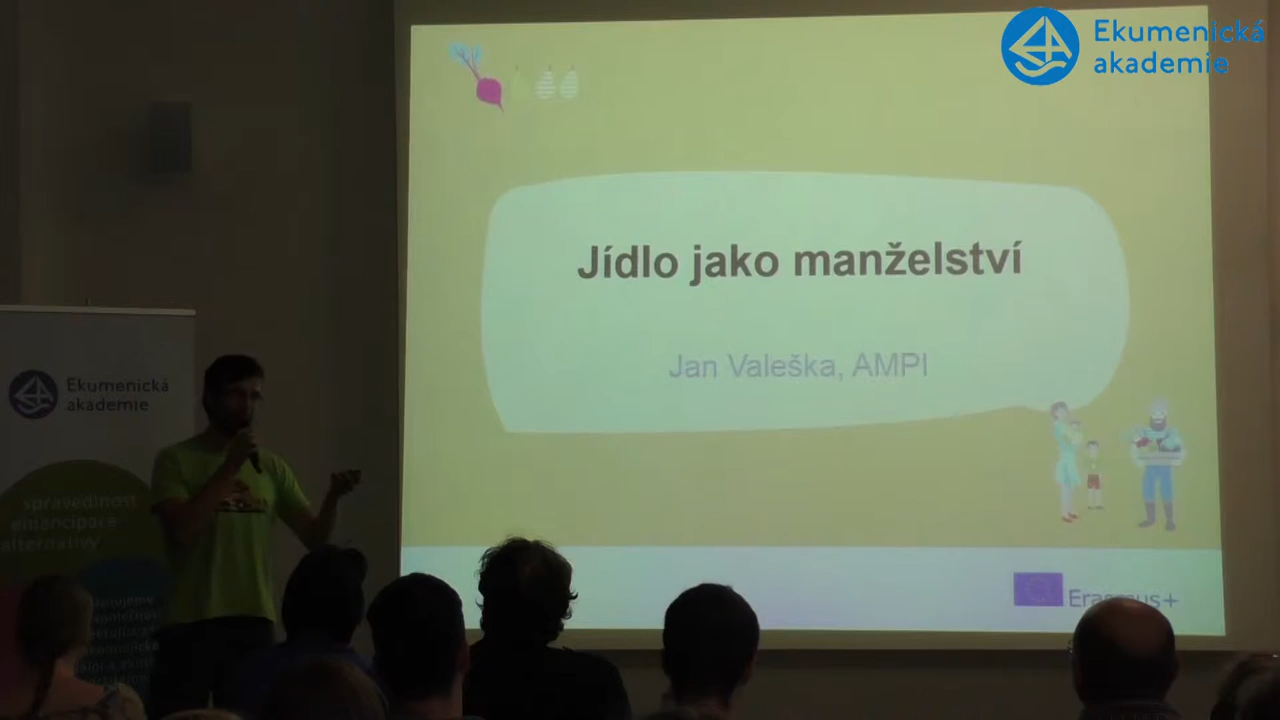 Ekumenická
akademie
Jídlo jako manželství
Jan Valeška, AMPI
Erasmus+
Ekumenická
akademie
spravedlnost
emancipace
alternativy